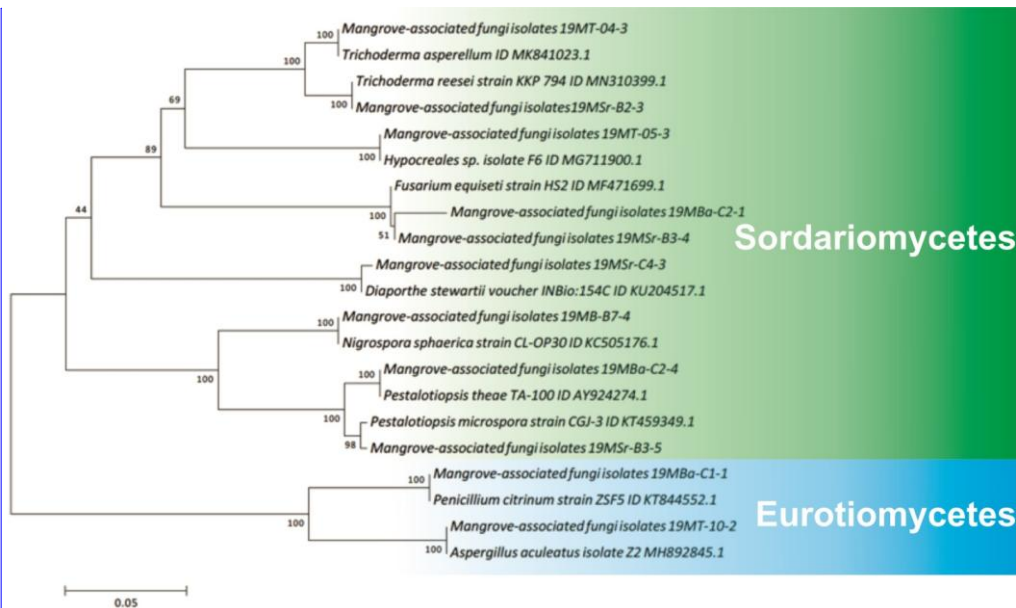 Mangrove-associated fungi isolates 19MT-04-3
100
100
Trichoderma asperellum ID MK841023.1
Trichoderma reesei strain KKP 794 ID MN310399.1
69
100
Mangrove-associated fungi isolates19MSr-B2-3
Mangrove-associated fungi isolates 19MT-05-3
89
100
Hypocreales sp. isolate F6 ID MG711900.1
Fusarium equiseti strain HS2 ID MF471699.1
44
100
Mangrove-associated fungi isolates 19MBa-C2-1
51
Mangrove-associated fungi isolates 19MSr-B3-4
Sordariomycetes
Mangrove-associated fungi isolates 19MSr-C4-3
100
Diaporthe stewartii voucher INBio:154C ID KU204517.1
Mangrove-associated fungi isolates 19MB-B7-4
100
Nigrospora sphaerica strain CL-OP30 ID KC505176.1
Mangrove-associated fungi isolates 19MBa-C2-4
100
100
Pestalotiopsis theae TA-100 ID AY924274.1
100
Pestalotiopsis microspora strain CGJ-3 ID KT459349.1
98
Mangrove-associated fungi isolates 19MSr-B3-5
Mangrove-associated fungi isolates 19MBa-C1-1
100
Penicillium citrinum strain ZSF5 ID KT844552.1
Eurotiomycetes
100
Mangrove-associated fungi isolates 19MT-10-2
100
Aspergillus aculeatus isolate Z2 MH892845.1
0.05